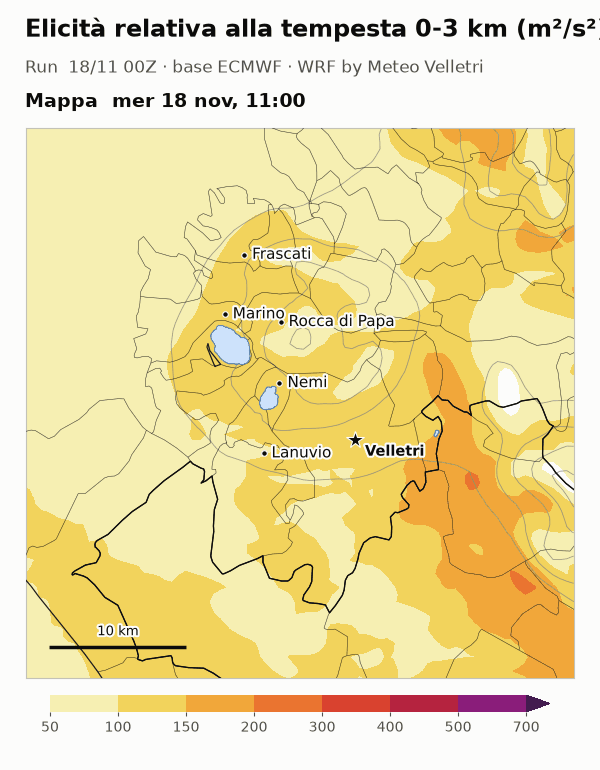 Elicità relativa alla tempesta 0-3 km (m²/s²)
Run  18/11 00Z · base ECMWF · WRF by Meteo Velletri
Mappa  mer 18 nov, 11:00
Frascati
Marino
Rocca di Papa
Nemi
Velletri
Lanuvio
10 km
50 100 150 200 300 400 500 700